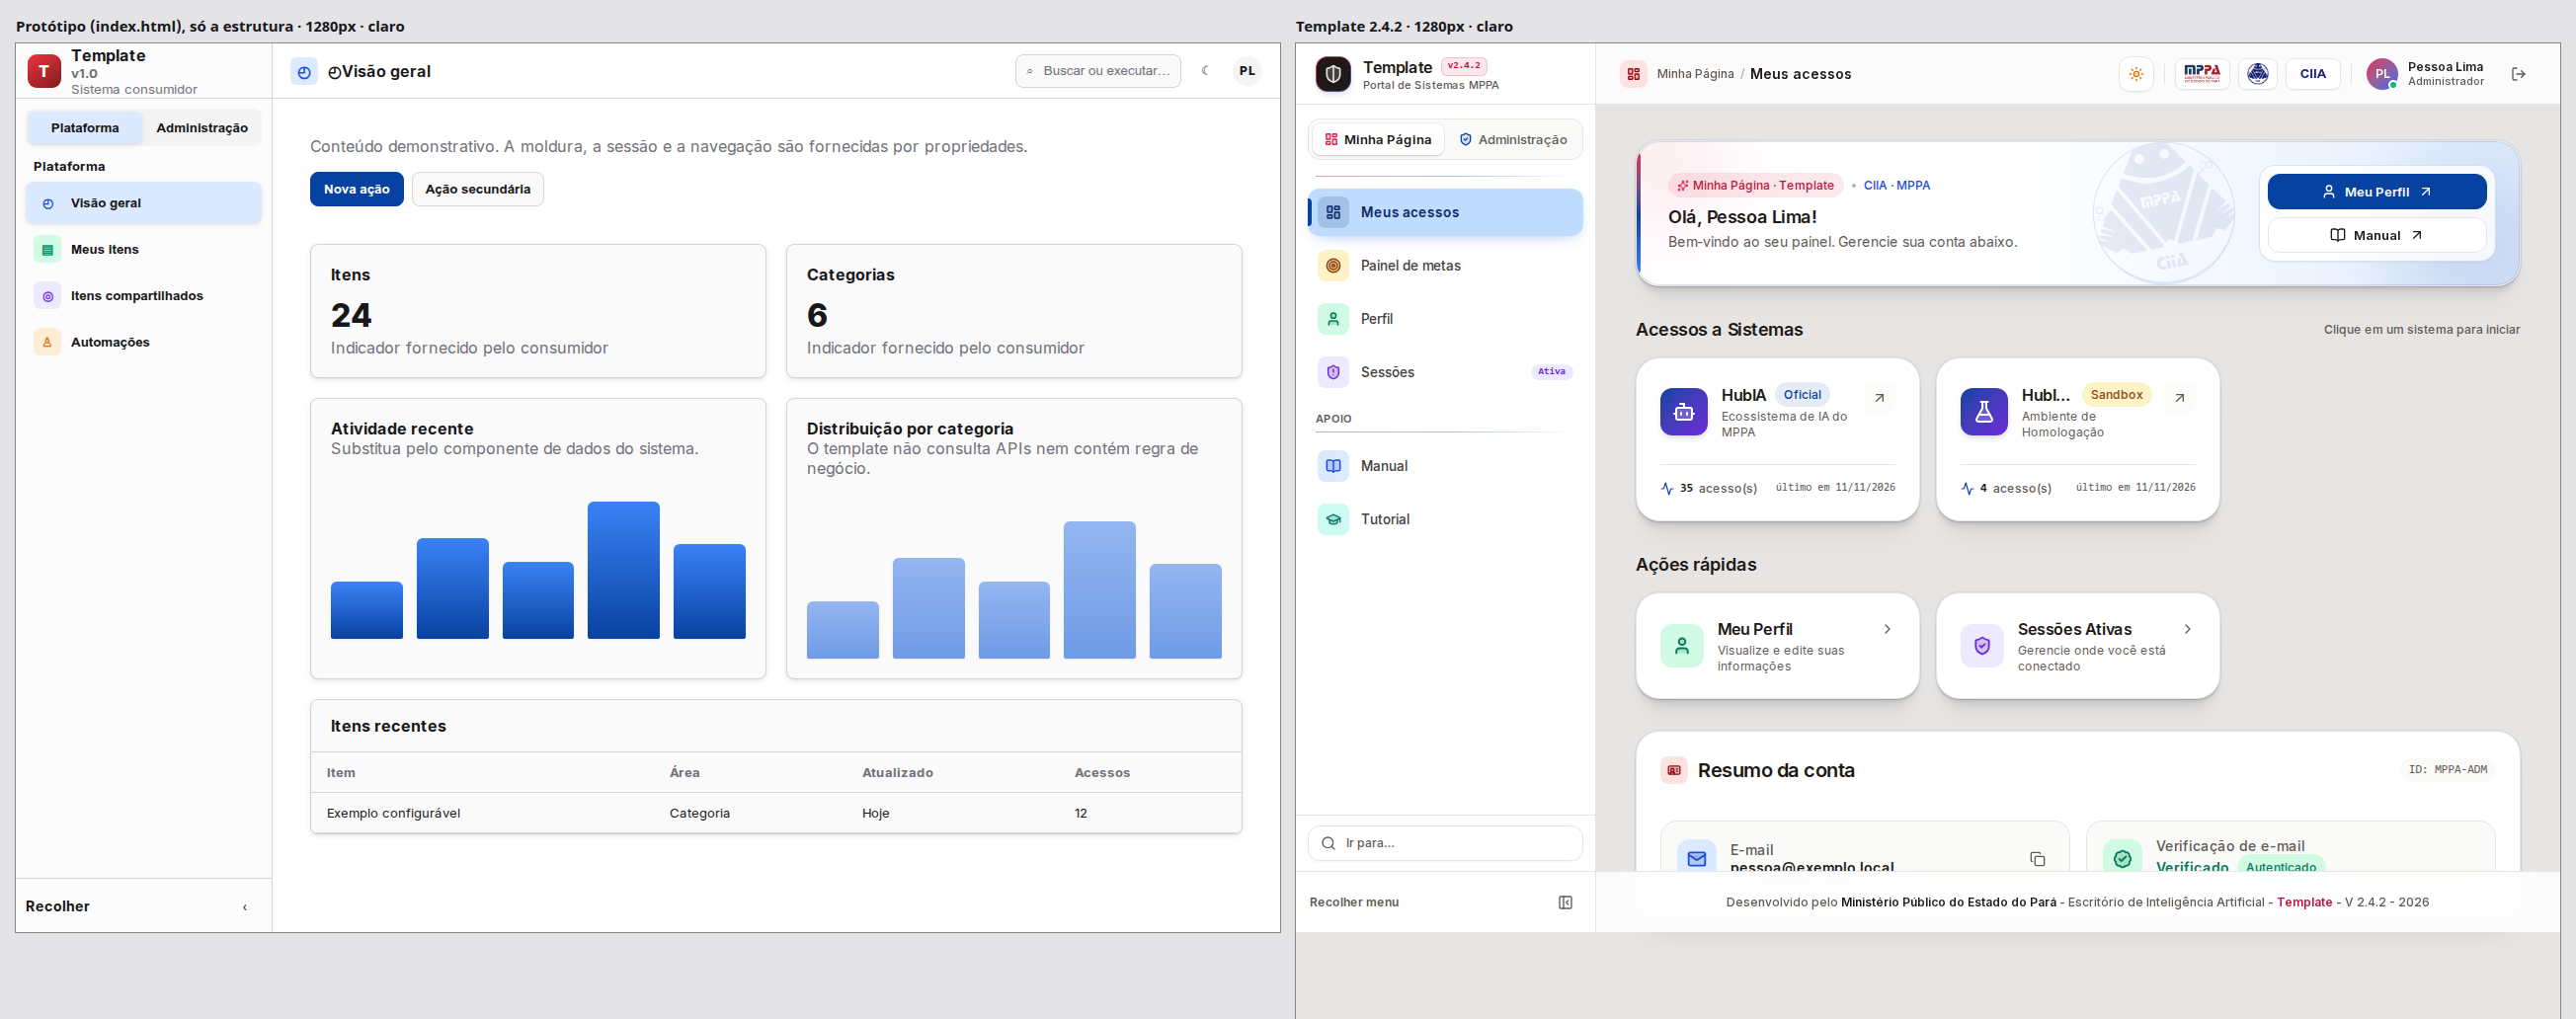 Protótipo (index.html), só a estrutura · 1280px · claro
T
Template
v1.0
Sistema consumidor
Visão geral
Buscar ou executar…
PL
Plataforma
Administração
Plataforma
Visão geral
Meus itens
Itens compartilhados
Automações
Recolher
Conteúdo demonstrativo. A moldura, a sessão e a navegação são fornecidas por propriedades.
Nova ação
Ação secundária
Itens
24
Indicador fornecido pelo consumidor
Categorias
6
Indicador fornecido pelo consumidor
Atividade recente
Substitua pelo componente de dados do sistema.
Distribuição por categoria
O template não consulta APIs nem contém regra de
negócio.
Itens recentes
Item Área Atualizado Acessos
Exemplo configurável Categoria Hoje 12
Template 2.4.2 · 1280px · claro
Template v2.4.2
Portal de Sistemas MPPA
Minha Página / Meus acessos
MPPA
CIIA
PL
Pessoa Lima
Administrador
Minha Página
Administração
Meus acessos
Painel de metas
Perfil
Sessões Ativa
APOIO
Manual
Tutorial
Ir para...
Recolher menu
Minha Página · Template • CIIA · MPPA
Olá, Pessoa Lima!
Bem-vindo ao seu painel. Gerencie sua conta abaixo.
MPPA
CIIA
Meu Perfil
Manual
Acessos a Sistemas
Clique em um sistema para iniciar
HubIA Oficial
Ecossistema de IA do
MPPA
35 acesso(s) último em 11/11/2026
HubI... Sandbox
Ambiente de
Homologação
4 acesso(s) último em 11/11/2026
Ações rápidas
Meu Perfil
Visualize e edite suas
informações
Sessões Ativas
Gerencie onde você está
conectado
Resumo da conta
ID: MPPA-ADM
E-mail
pessoa@exemplo.local
Verificação de e-mail
Verificado Autenticado
Desenvolvido pelo Ministério Público do Estado do Pará - Escritório de Inteligência Artificial - Template - V 2.4.2 - 2026